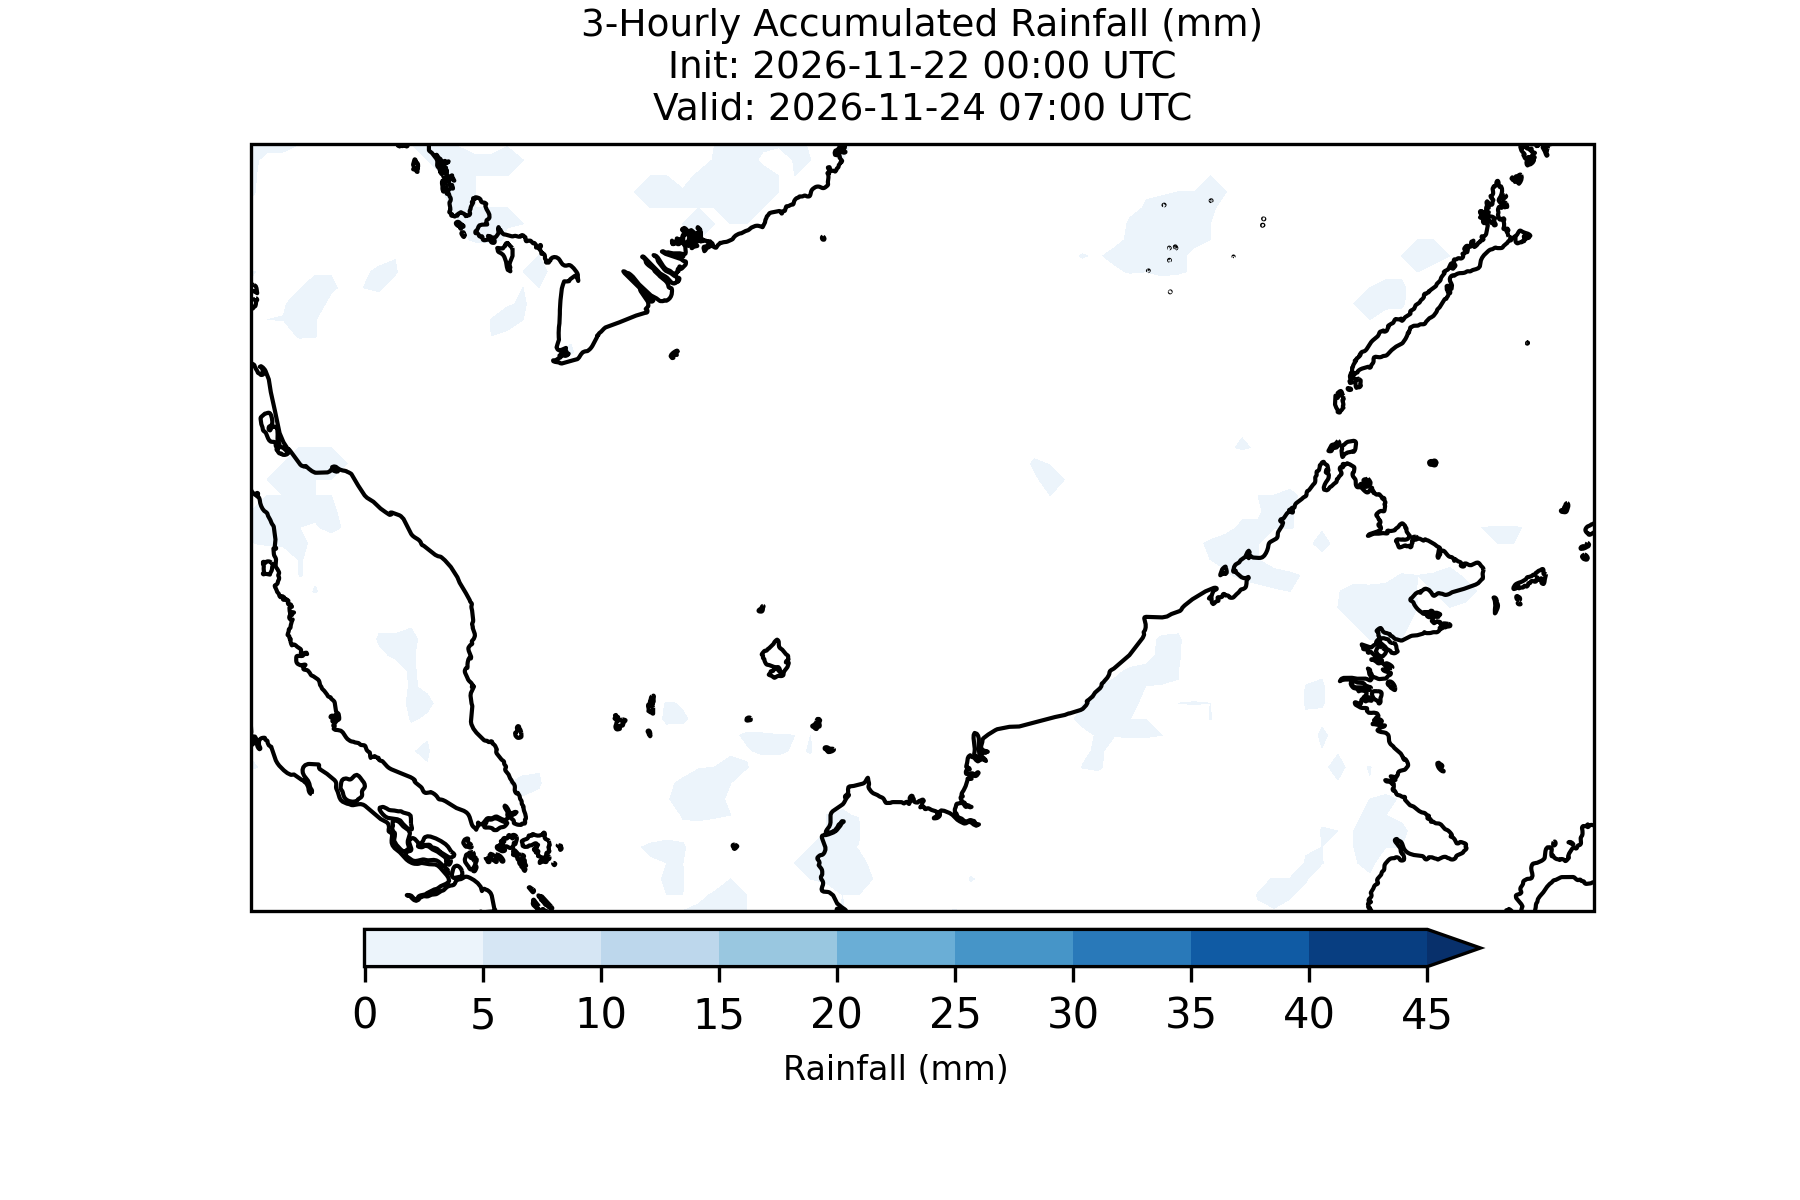 3-Hourly Accumulated Rainfall (mm)
Init: 2026-11-22 00:00 UTC
Valid: 2026-11-24 07:00 UTC
0 5 10 15 20 25 30 35 40 45
Rainfall (mm)